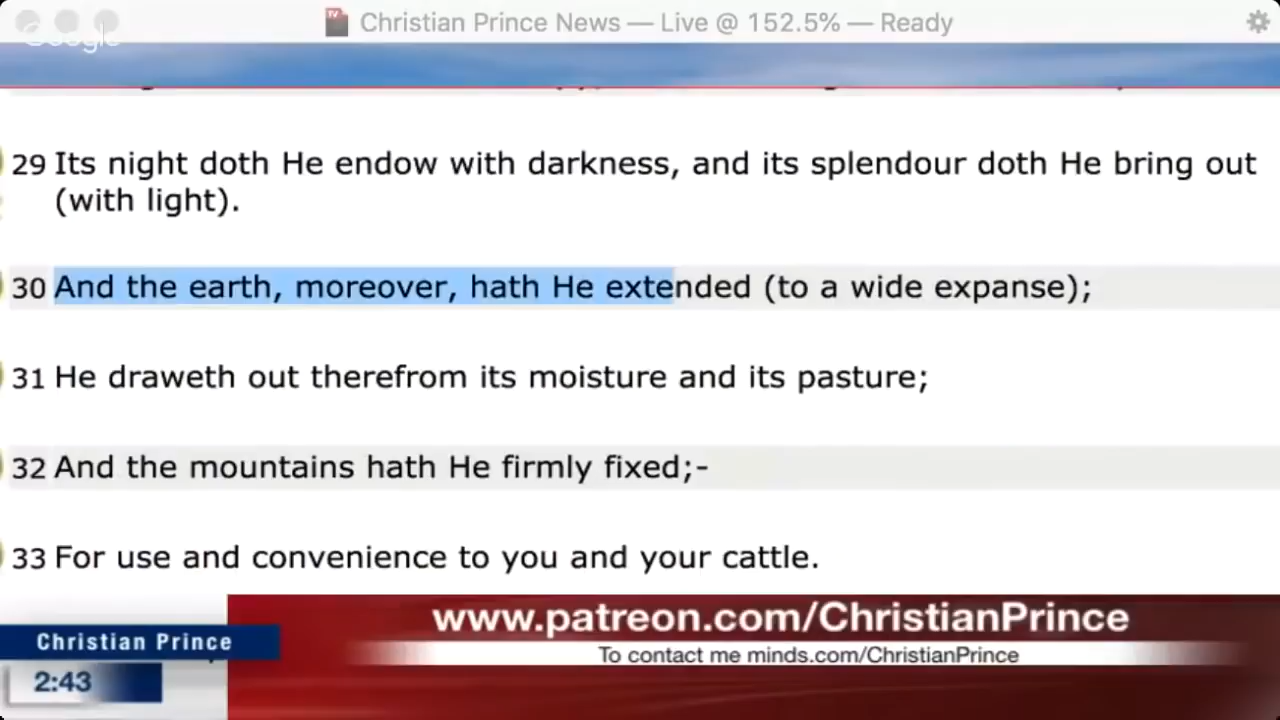 Christian Prince News — Live @ 152.5% — Ready
Google
29 Its night doth He endow with darkness, and its splendour doth He bring out
(with light).
30 And the earth, moreover, hath He extended (to a wide expanse);
31 He draweth out therefrom its moisture and its pasture;
32 And the mountains hath He firmly fixed;-
33 For use and convenience to you and your cattle.
www.patreon.com/ChristianPrince
Christian Prince
To contact me minds.com/ChristianPrince
2:43